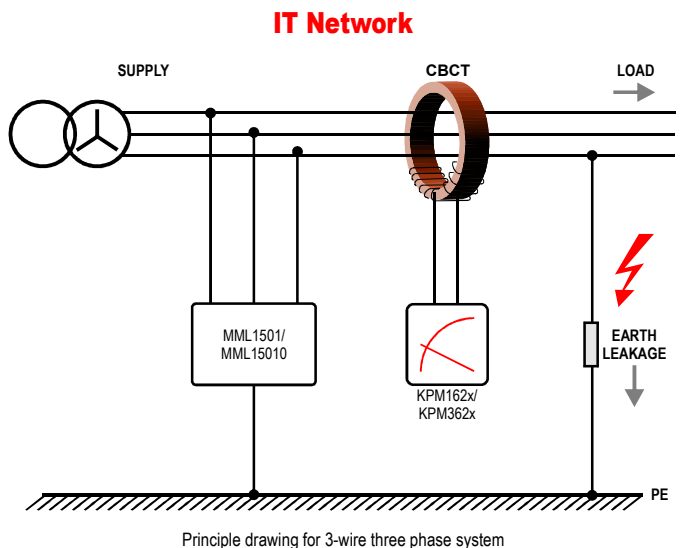 IT Network
SUPPLY
CBCT
LOAD
MML1501/
MML15010
KPM162x/
KPM362x
EARTH
LEAKAGE
PE
Principle drawing for 3-wire three phase system